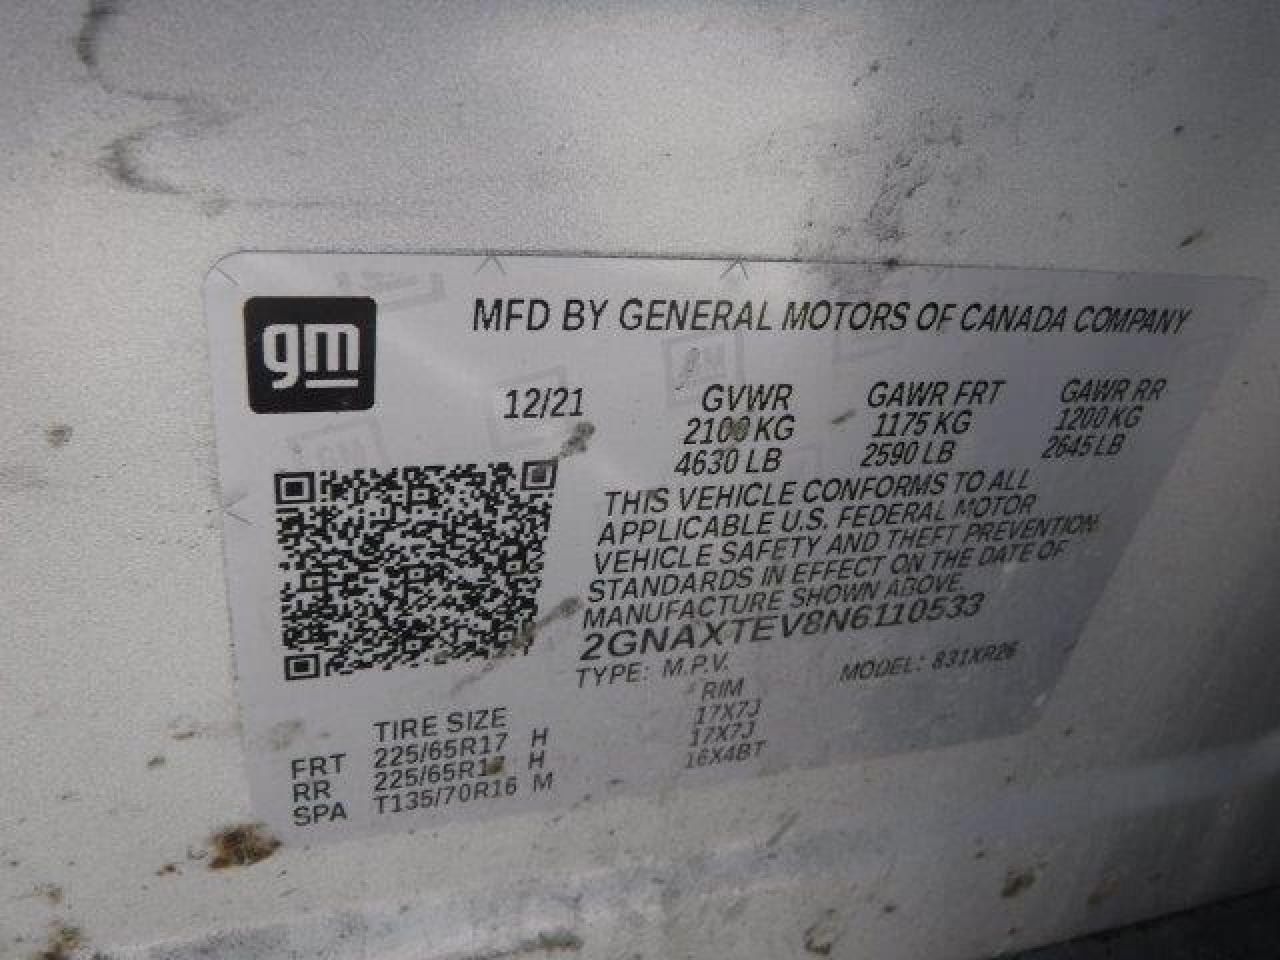 gm
MFD BY GENERAL MOTORS OF CANADA COMPANY
12/21 GVWR GAWR FRT GAWR RR
2100 KG 1175 KG 1200 KG
4630 LB 2590 LB 2645 LB
THIS VEHICLE CONFORMS TO ALL
APPLICABLE U.S. FEDERAL MOTOR
VEHICLE SAFETY AND THEFT PREVENTION
STANDARDS IN EFFECT ON THE DATE OF
MANUFACTURE SHOWN ABOVE.
2GNAXTEV8N6110533
TYPE: M.P.V. MODEL: 831XR26
TIRE SIZE RIM
FRT 225/65R17 H 17X7J
RR 225/65R17 H 17X7J
SPA T135/70R16 M 16X4BT